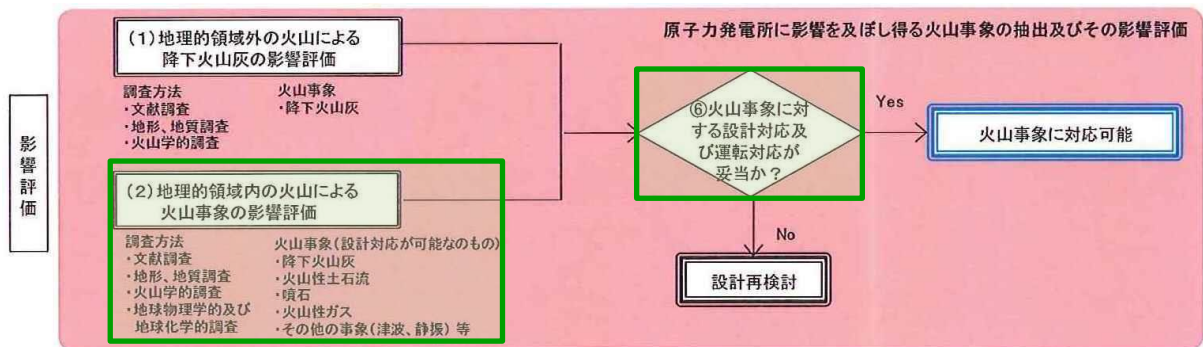 原子力発電所に影響を及ぼし得る火山事象の抽出及びその影響評価
影響評価
(1)地理的領域外の火山による
降下火山灰の影響評価
調査方法
・文献調査
・地形、地質調査
・火山学的調査
火山事象
・降下火山灰
(2)地理的領域内の火山による
火山事象の影響評価
調査方法
・文献調査
・地形、地質調査
・火山学的調査
・地球物理学的及び
地球化学的調査
火山事象(設計対応が可能なのもの)
・降下火山灰
・火山性土石流
・噴石
・火山性ガス
・その他の事象(津波、静振) 等
⑥火山事象に対
する設計対応及
び運転対応が
妥当か?
Yes
火山事象に対応可能
No
設計再検討